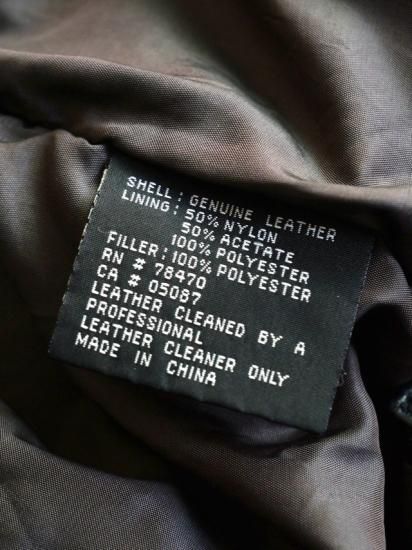 SHELL: GENUINE LEATHER
LINING: 50% NYLON
50% ACETATE
100% POLYESTER
FILLER: 100% POLYESTER
RN # 78470
CA # 05087
LEATHER CLEANED BY A
PROFESSIONAL
LEATHER CLEANER ONLY
MADE IN CHINA